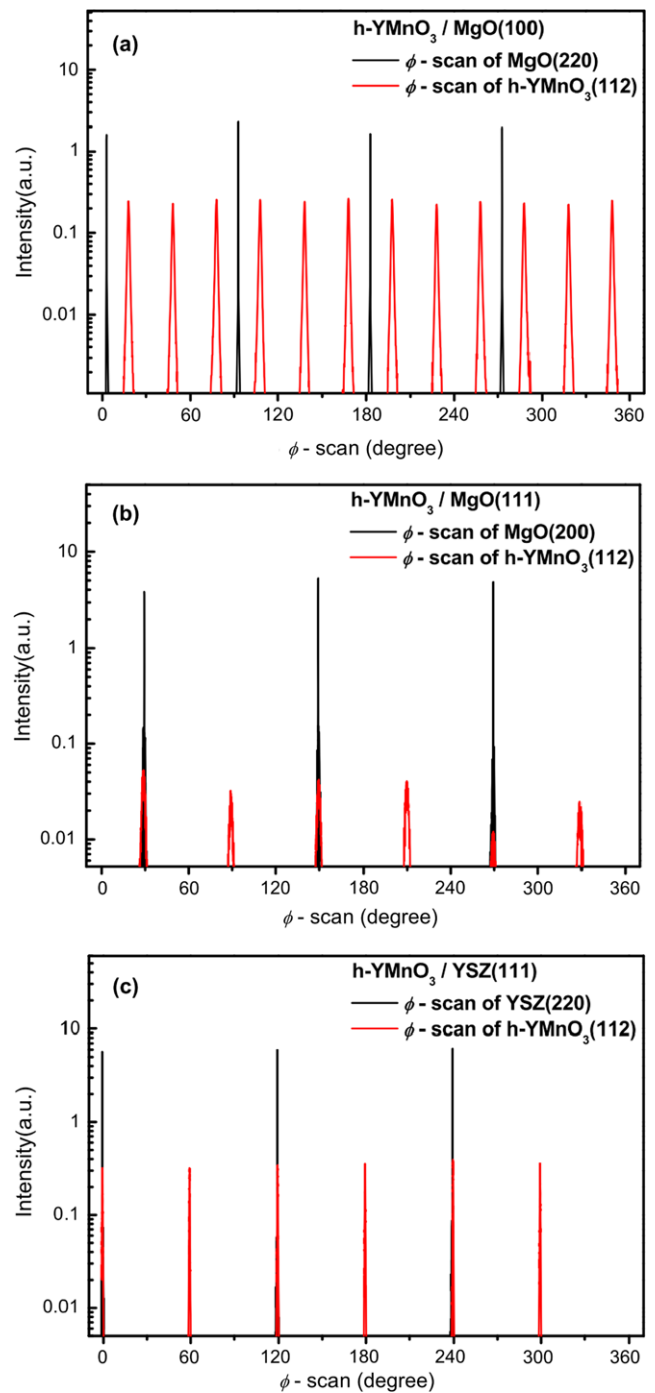 (a)
h-YMnO₃ / MgO(100)
ϕ - scan of MgO(220)
ϕ - scan of h-YMnO₃(112)
Intensity(a.u.)
10
1
0.1
0.01
0 60 120 180 240 300 360
ϕ - scan (degree)
(b)
h-YMnO₃ / MgO(111)
ϕ - scan of MgO(200)
ϕ - scan of h-YMnO₃(112)
Intensity(a.u.)
10
1
0.1
0.01
0 60 120 180 240 300 360
ϕ - scan (degree)
(c)
h-YMnO₃ / YSZ(111)
ϕ - scan of YSZ(220)
ϕ - scan of h-YMnO₃(112)
Intensity(a.u.)
10
1
0.1
0.01
0 60 120 180 240 300 360
ϕ - scan (degree)